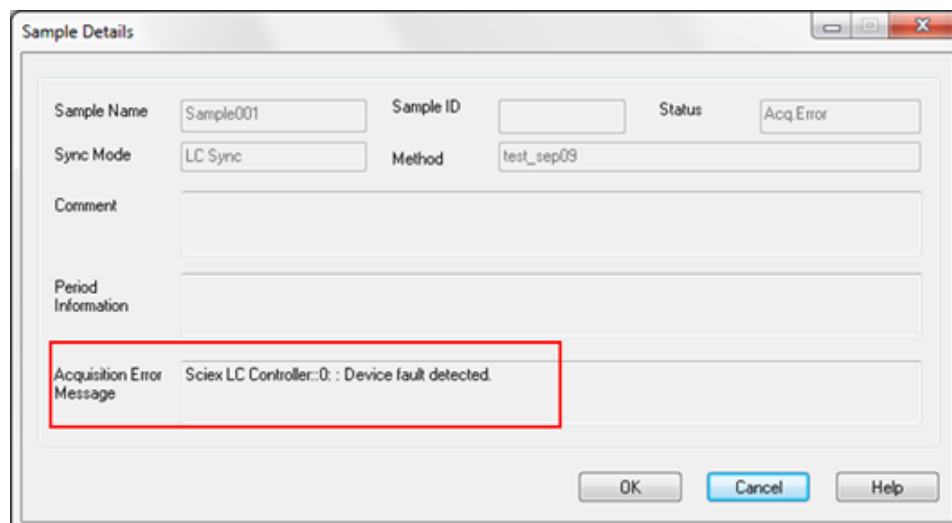 Sample Details
Sample Name Sample001 Sample ID Status Acq.Error
Sync Mode LC Sync Method test_sep09
Comment
Period
Information
Acquisition Error Sciex LC Controller::0: : Device fault detected.
Message
OK Cancel Help